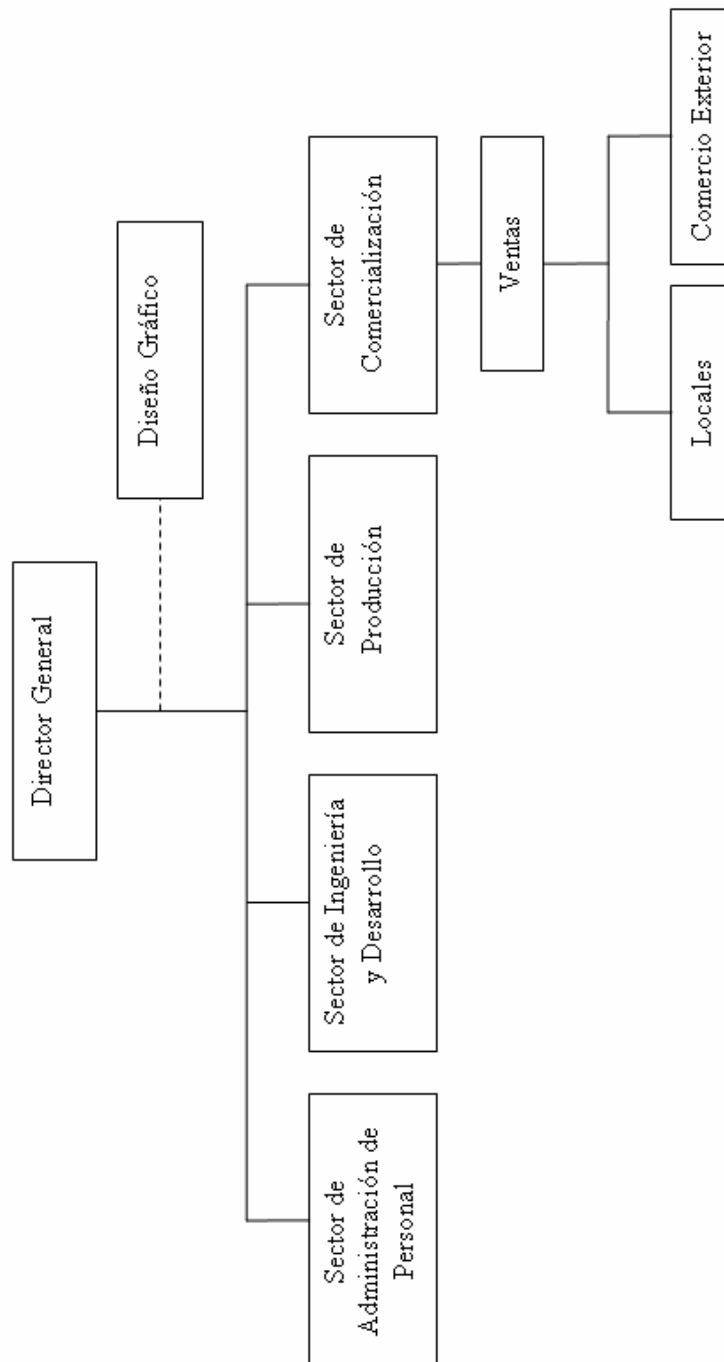 Director General
Diseño Gráfico
Sector de
Administración de
Personal
Sector de Ingeniería
y Desarrollo
Sector de
Producción
Sector de
Comercialización
Ventas
Locales
Comercio Exterior